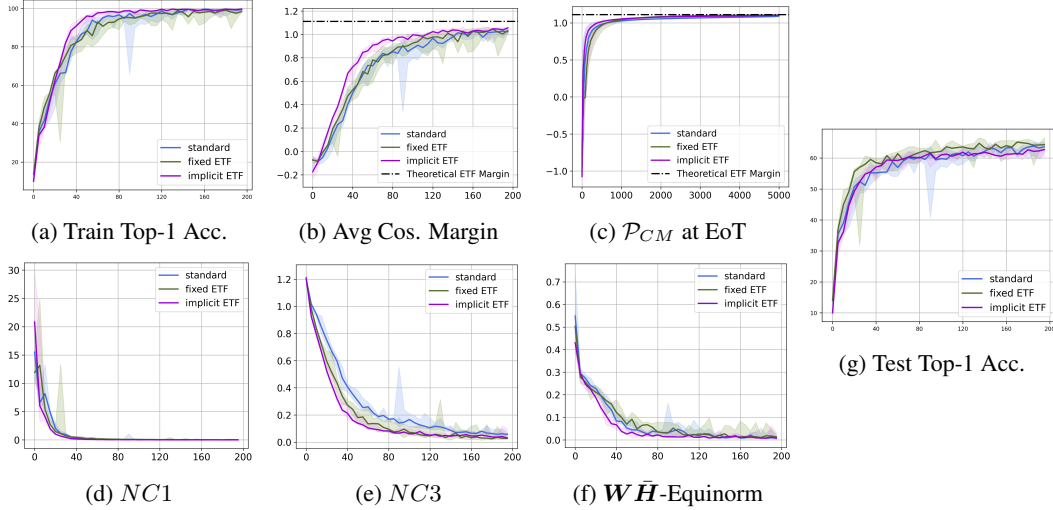 100
80
60
40
20
0 40 80 120 160 200
standard
fixed ETF
implicit ETF
(a) Train Top-1 Acc.
1.2
1.0
0.8
0.6
0.4
0.2
0.0
−0.2
0 40 80 120 160 200
standard
fixed ETF
implicit ETF
Theoretical ETF Margin
(b) Avg Cos. Margin
1.0
0.5
0.0
−0.5
−1.0
0 1000 2000 3000 4000 5000
standard
fixed ETF
implicit ETF
Theoretical ETF Margin
(c) P_CM at EoT
30
25
20
15
10
5
0
0 40 80 120 160 200
standard
fixed ETF
implicit ETF
(d) NC1
1.2
1.0
0.8
0.6
0.4
0.2
0.0
0 40 80 120 160 200
standard
fixed ETF
implicit ETF
(e) NC3
0.7
0.6
0.5
0.4
0.3
0.2
0.1
0.0
0 40 80 120 160 200
standard
fixed ETF
implicit ETF
(f) WH̄-Equinorm
60
50
40
30
20
10
0 40 80 120 160 200
standard
fixed ETF
implicit ETF
(g) Test Top-1 Acc.